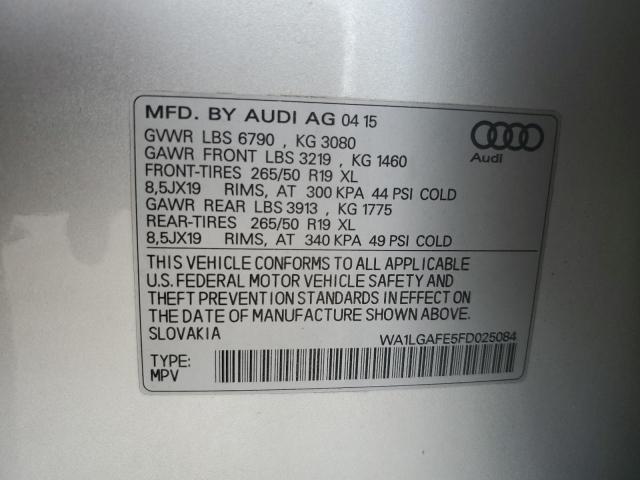 MFD. BY AUDI AG 04 15
GVWR LBS 6790 , KG 3080
GAWR FRONT LBS 3219 , KG 1460
FRONT-TIRES 265/50 R19 XL
8,5JX19 RIMS, AT 300 KPA 44 PSI COLD
GAWR REAR LBS 3913 , KG 1775
REAR-TIRES 265/50 R19 XL
8,5JX19 RIMS, AT 340 KPA 49 PSI COLD
Audi
THIS VEHICLE CONFORMS TO ALL APPLICABLE
U.S. FEDERAL MOTOR VEHICLE SAFETY AND
THEFT PREVENTION STANDARDS IN EFFECT ON
THE DATE OF MANUFACTURE SHOWN ABOVE.
SLOVAKIA
WA1LGAFE5FD025084
TYPE:
MPV